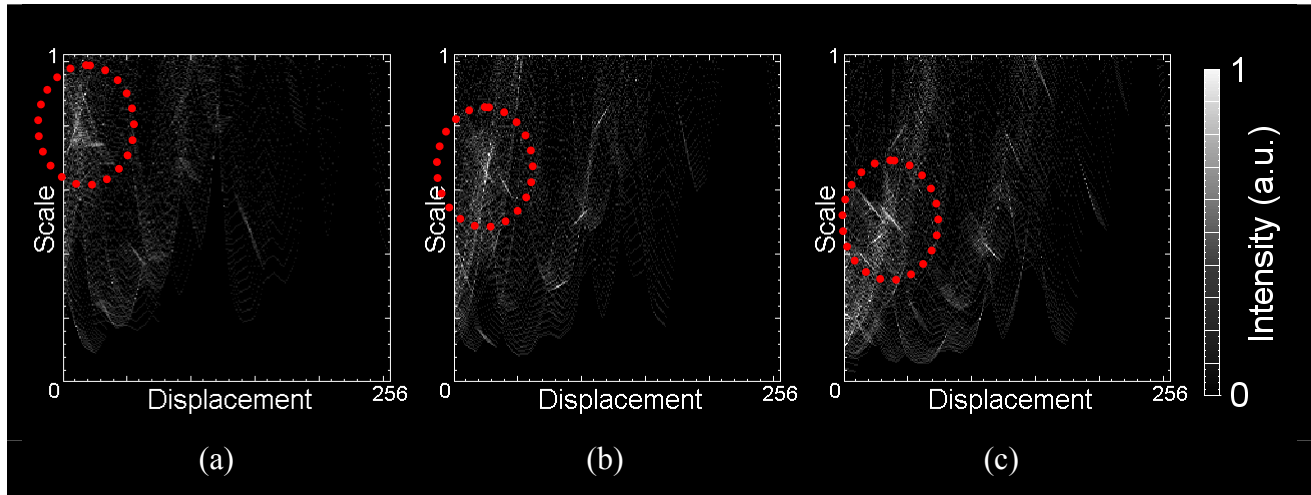 1
Scale
0
Displacement
256
(a)
1
Scale
0
Displacement
256
(b)
1
Scale
0
Displacement
256
(c)
1
Intensity (a.u.)
0